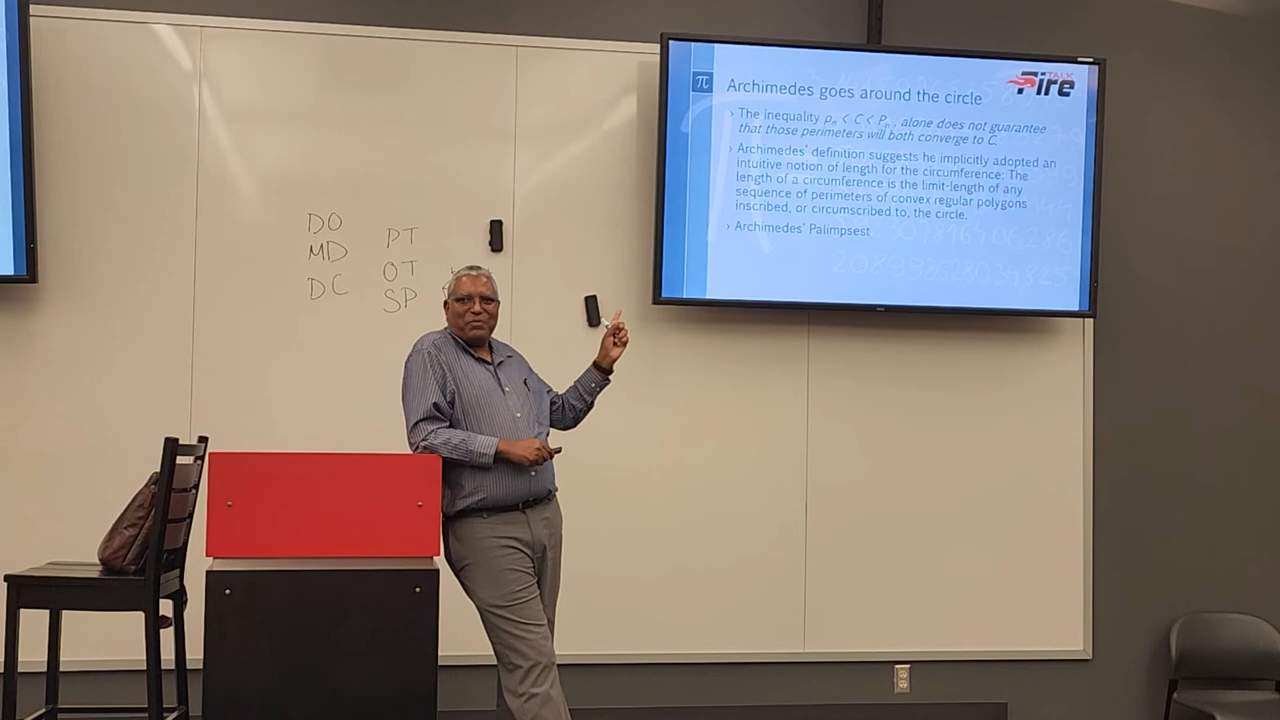 DO
MD
DC
PT
OT
SP
π
TALK
Fire
Archimedes goes around the circle
› The inequality pₙ < C < Pₙ, alone does not guarantee
that those perimeters will both converge to C.
› Archimedes' definition suggests he implicitly adopted an
intuitive notion of length for the circumference: The
length of a circumference is the limit-length of any
sequence of perimeters of convex regular polygons
inscribed, or circumscribed to, the circle.
› Archimedes' Palimpsest